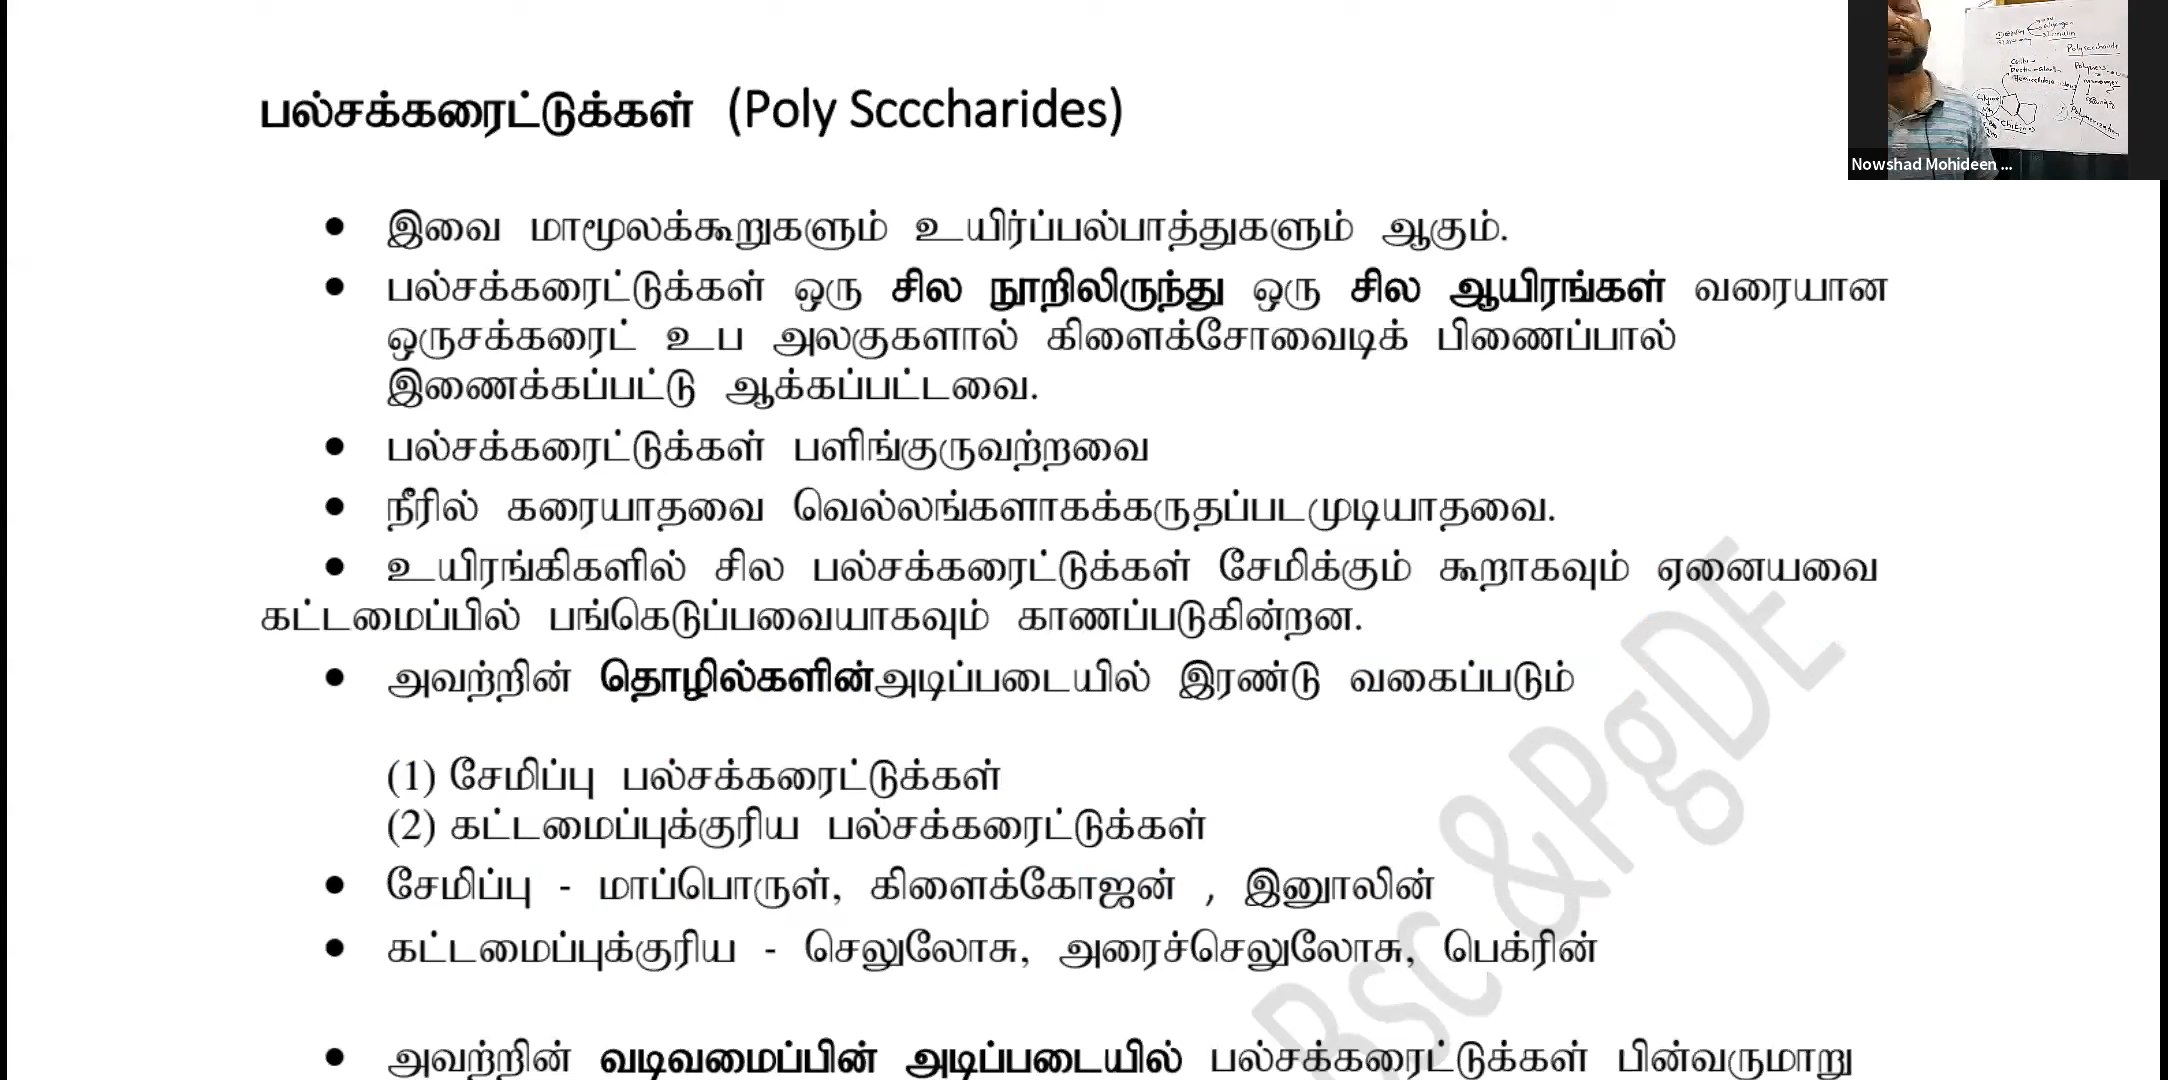 பல்சக்கரைட்டுக்கள் (Poly Scccharides)
• இவை மாமூலக்கூறுகளும் உயிர்ப்பல்பாத்துகளும் ஆகும்.
• பல்சக்கரைட்டுக்கள் ஒரு சில நூறிலிருந்து ஒரு சில ஆயிரங்கள் வரையான
ஒருசக்கரைட் உப அலகுகளால் கிளைக்சோவைடிக் பிணைப்பால்
இணைக்கப்பட்டு ஆக்கப்பட்டவை.
• பல்சக்கரைட்டுக்கள் பளிங்குருவற்றவை
• நீரில் கரையாதவை வெல்லங்களாகக்கருதப்படமுடியாதவை.
• உயிரங்கிகளில் சில பல்சக்கரைட்டுக்கள் சேமிக்கும் கூறாகவும் ஏனையவை
கட்டமைப்பில் பங்கெடுப்பவையாகவும் காணப்படுகின்றன.
• அவற்றின் தொழில்களின்அடிப்படையில் இரண்டு வகைப்படும்
(1) சேமிப்பு பல்சக்கரைட்டுக்கள்
(2) கட்டமைப்புக்குரிய பல்சக்கரைட்டுக்கள்
• சேமிப்பு - மாப்பொருள், கிளைக்கோஜன் , இனூலின்
• கட்டமைப்புக்குரிய - செலுலோசு, அரைச்செலுலோசு, பெக்ரின்
• அவற்றின் வடிவமைப்பின் அடிப்படையில் பல்சக்கரைட்டுக்கள் பின்வருமாறு
Bsc &PgDE
Nowshad Mohideen ...
Polysccharide
Polymerization
Chitin